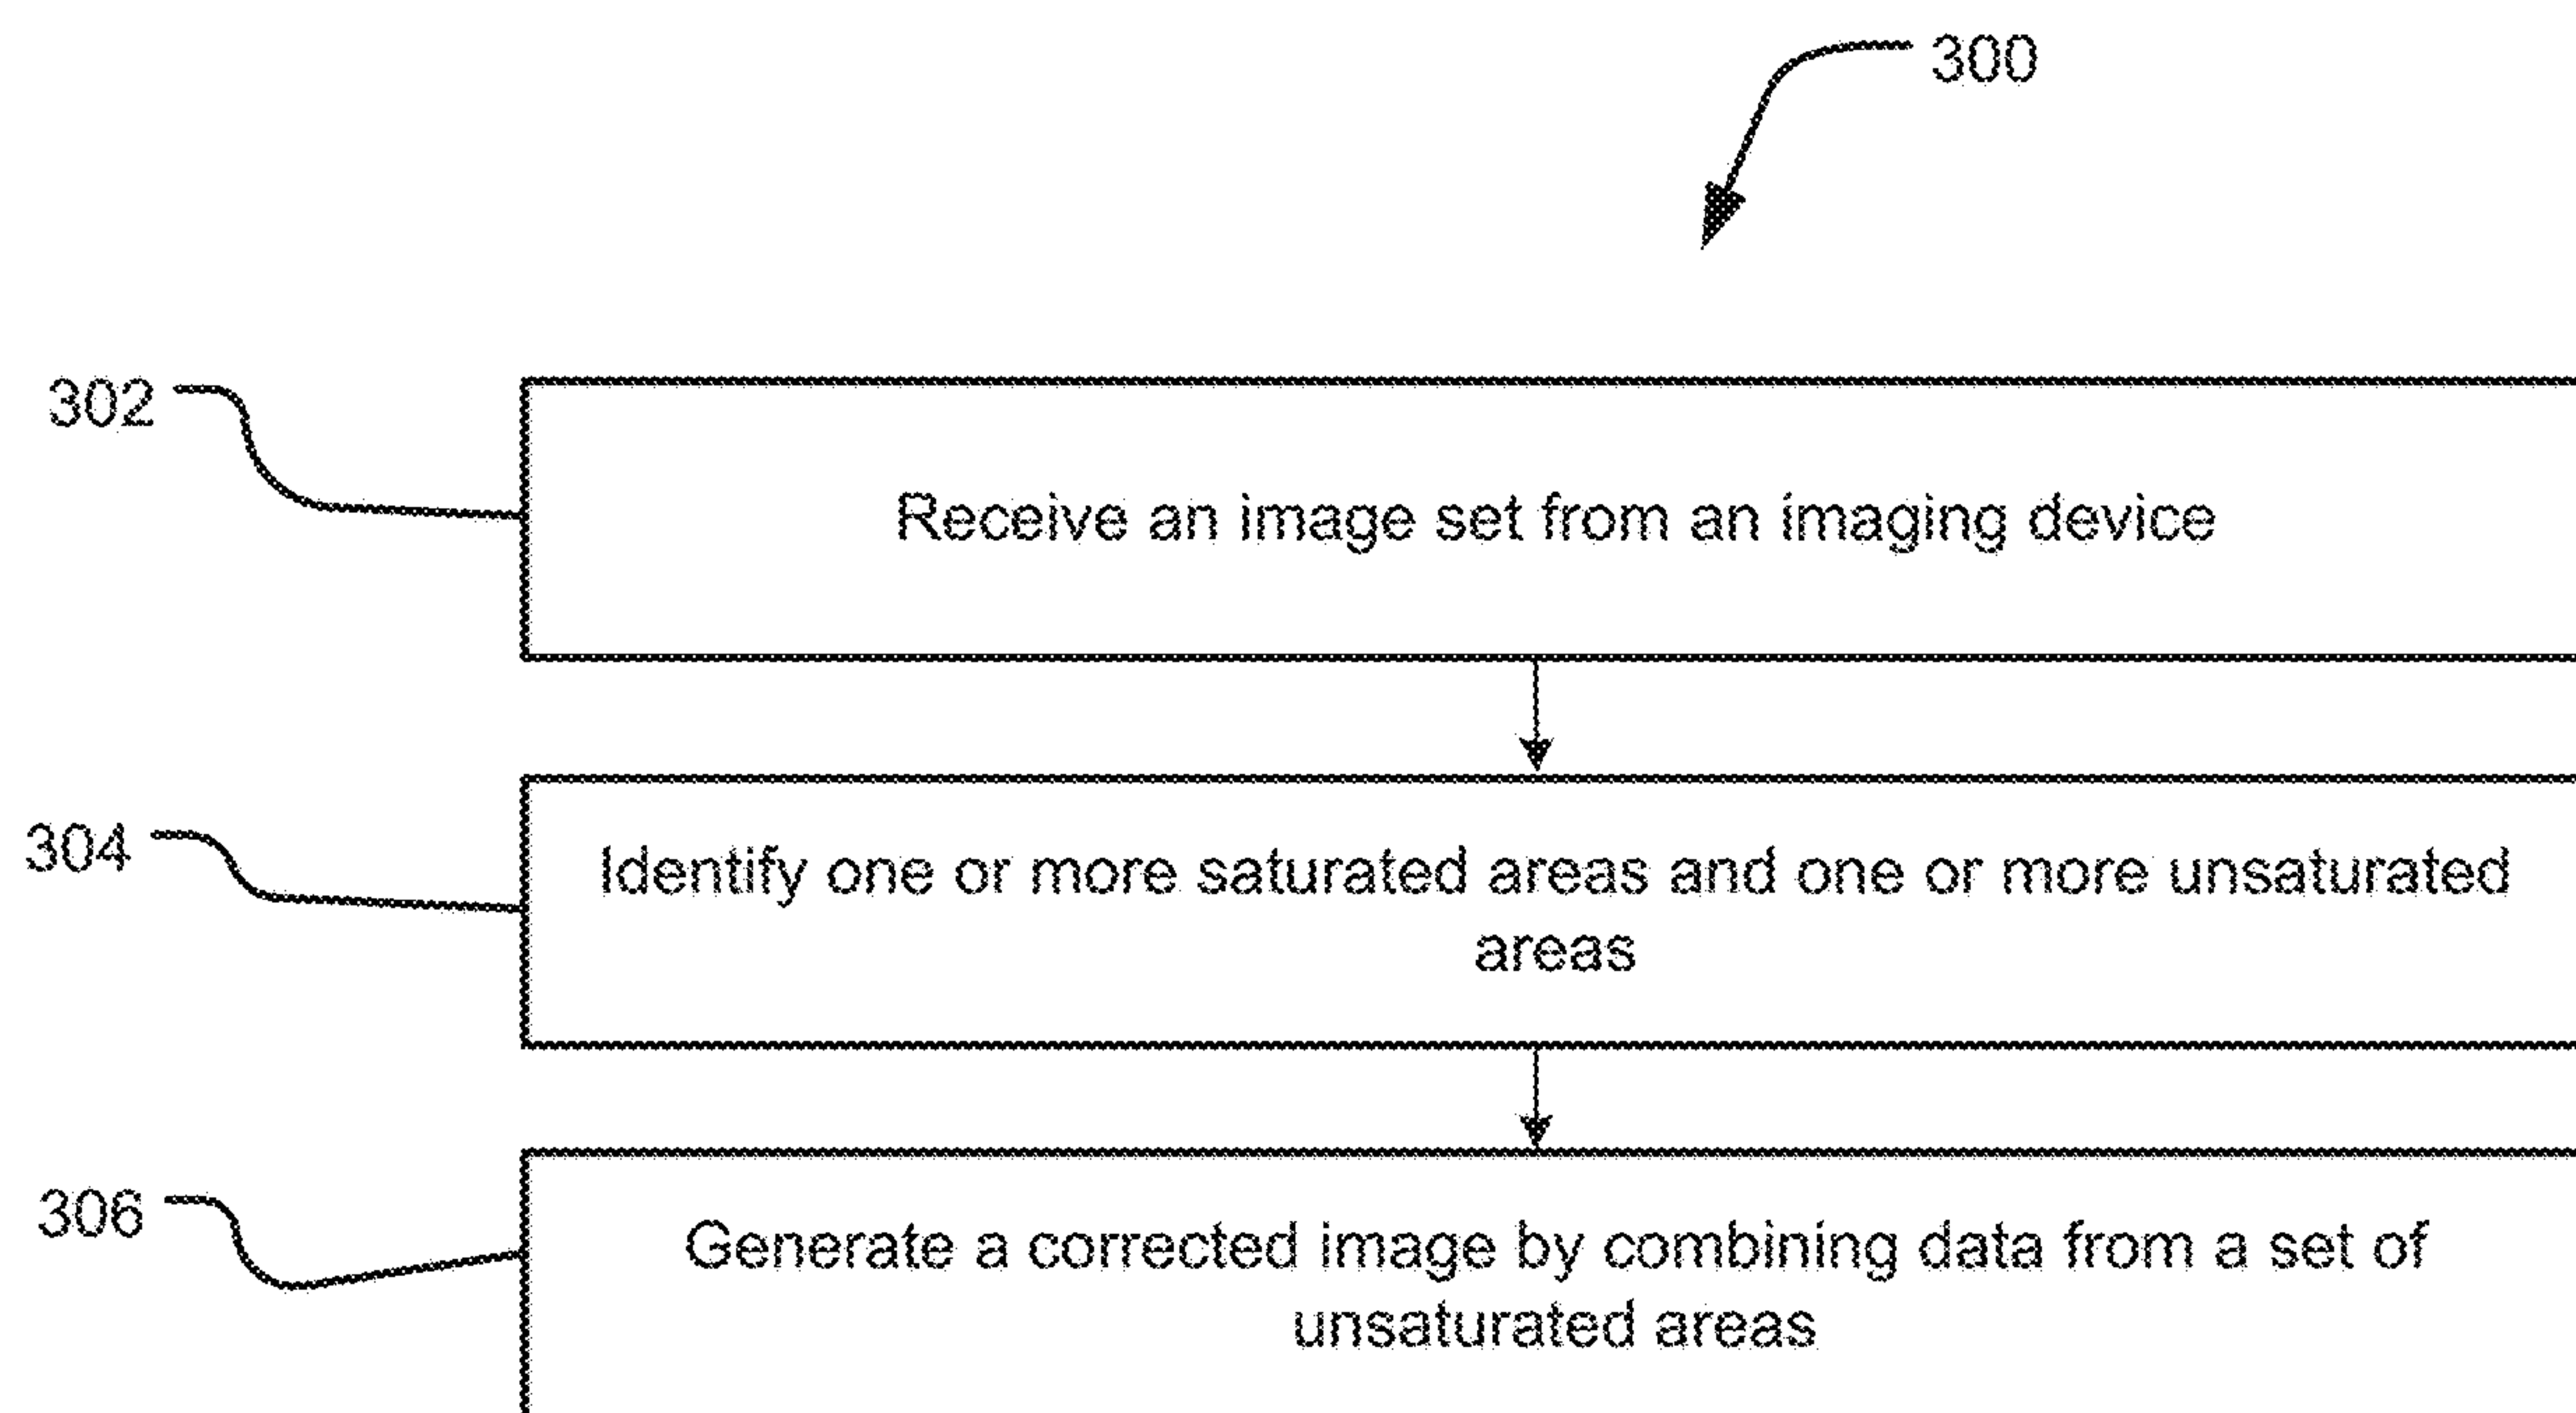 300
302
Receive an image set from an imaging device
304
Identify one or more saturated areas and one or more unsaturated
areas
306
Generate a corrected image by combining data from a set of
unsaturated areas